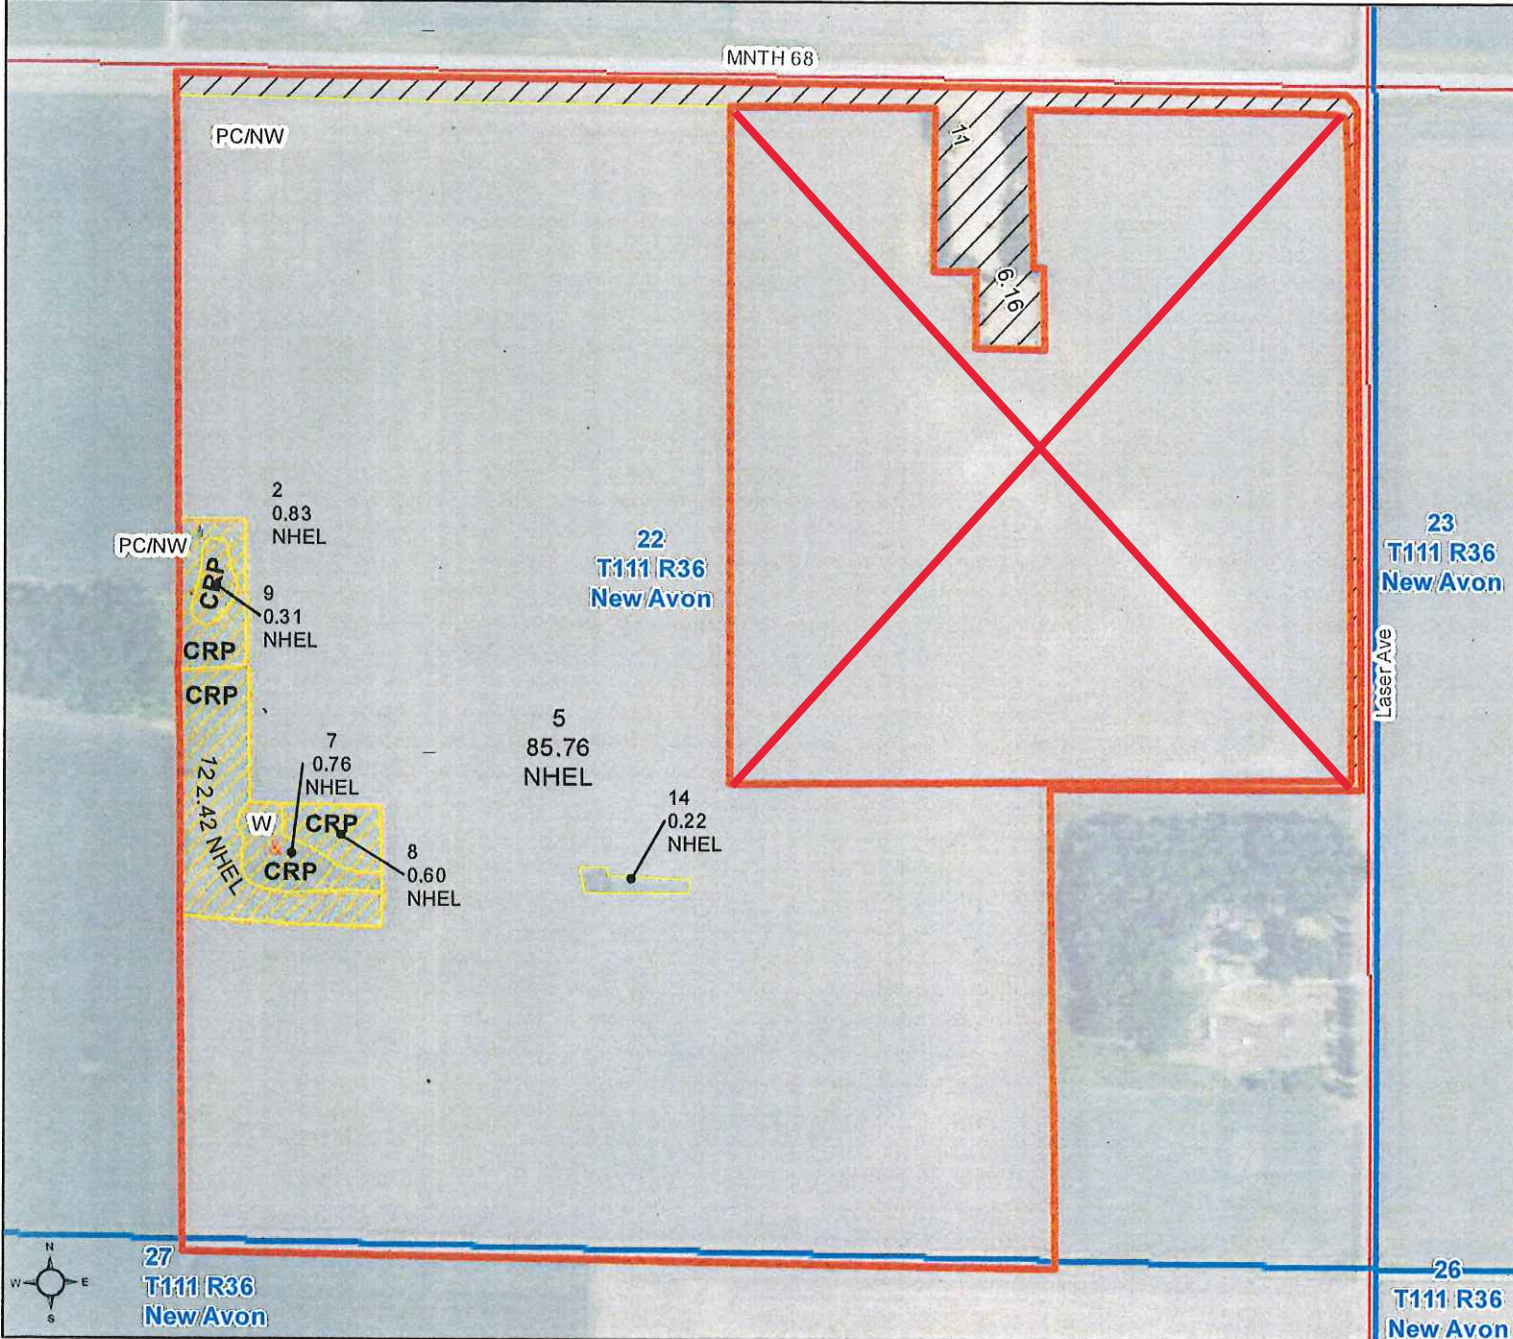 MNTH 68
PC/NW
11
6.16
2
0.83
NHEL
PC/NW
CRP
9
0.31
NHEL
CRP
CRP
22
T111 R36
New Avon
23
T111 R36
New Avon
Laser Ave
5
85.76
NHEL
7
0.76
NHEL
12 2.42 NHEL
W
CRP
CRP
8
0.60
NHEL
14
0.22
NHEL
N
W
E
S
27
T111 R36
New Avon
26
T111 R36
New Avon